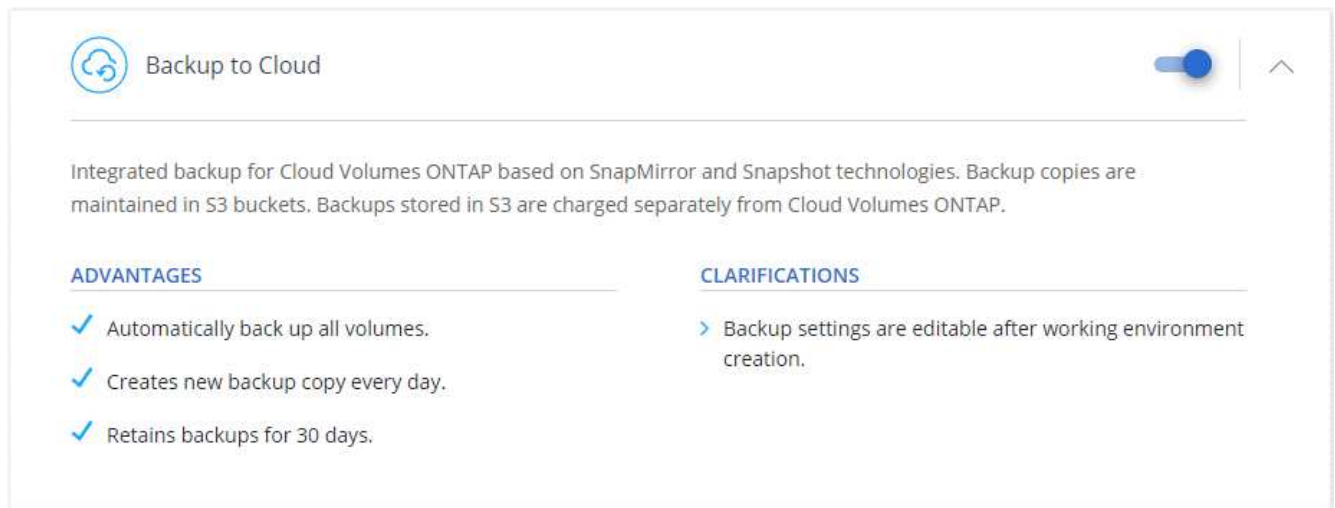 Backup to Cloud
Integrated backup for Cloud Volumes ONTAP based on SnapMirror and Snapshot technologies. Backup copies are
maintained in S3 buckets. Backups stored in S3 are charged separately from Cloud Volumes ONTAP.
ADVANTAGES
Automatically back up all volumes.
Creates new backup copy every day.
Retains backups for 30 days.
CLARIFICATIONS
Backup settings are editable after working environment
creation.